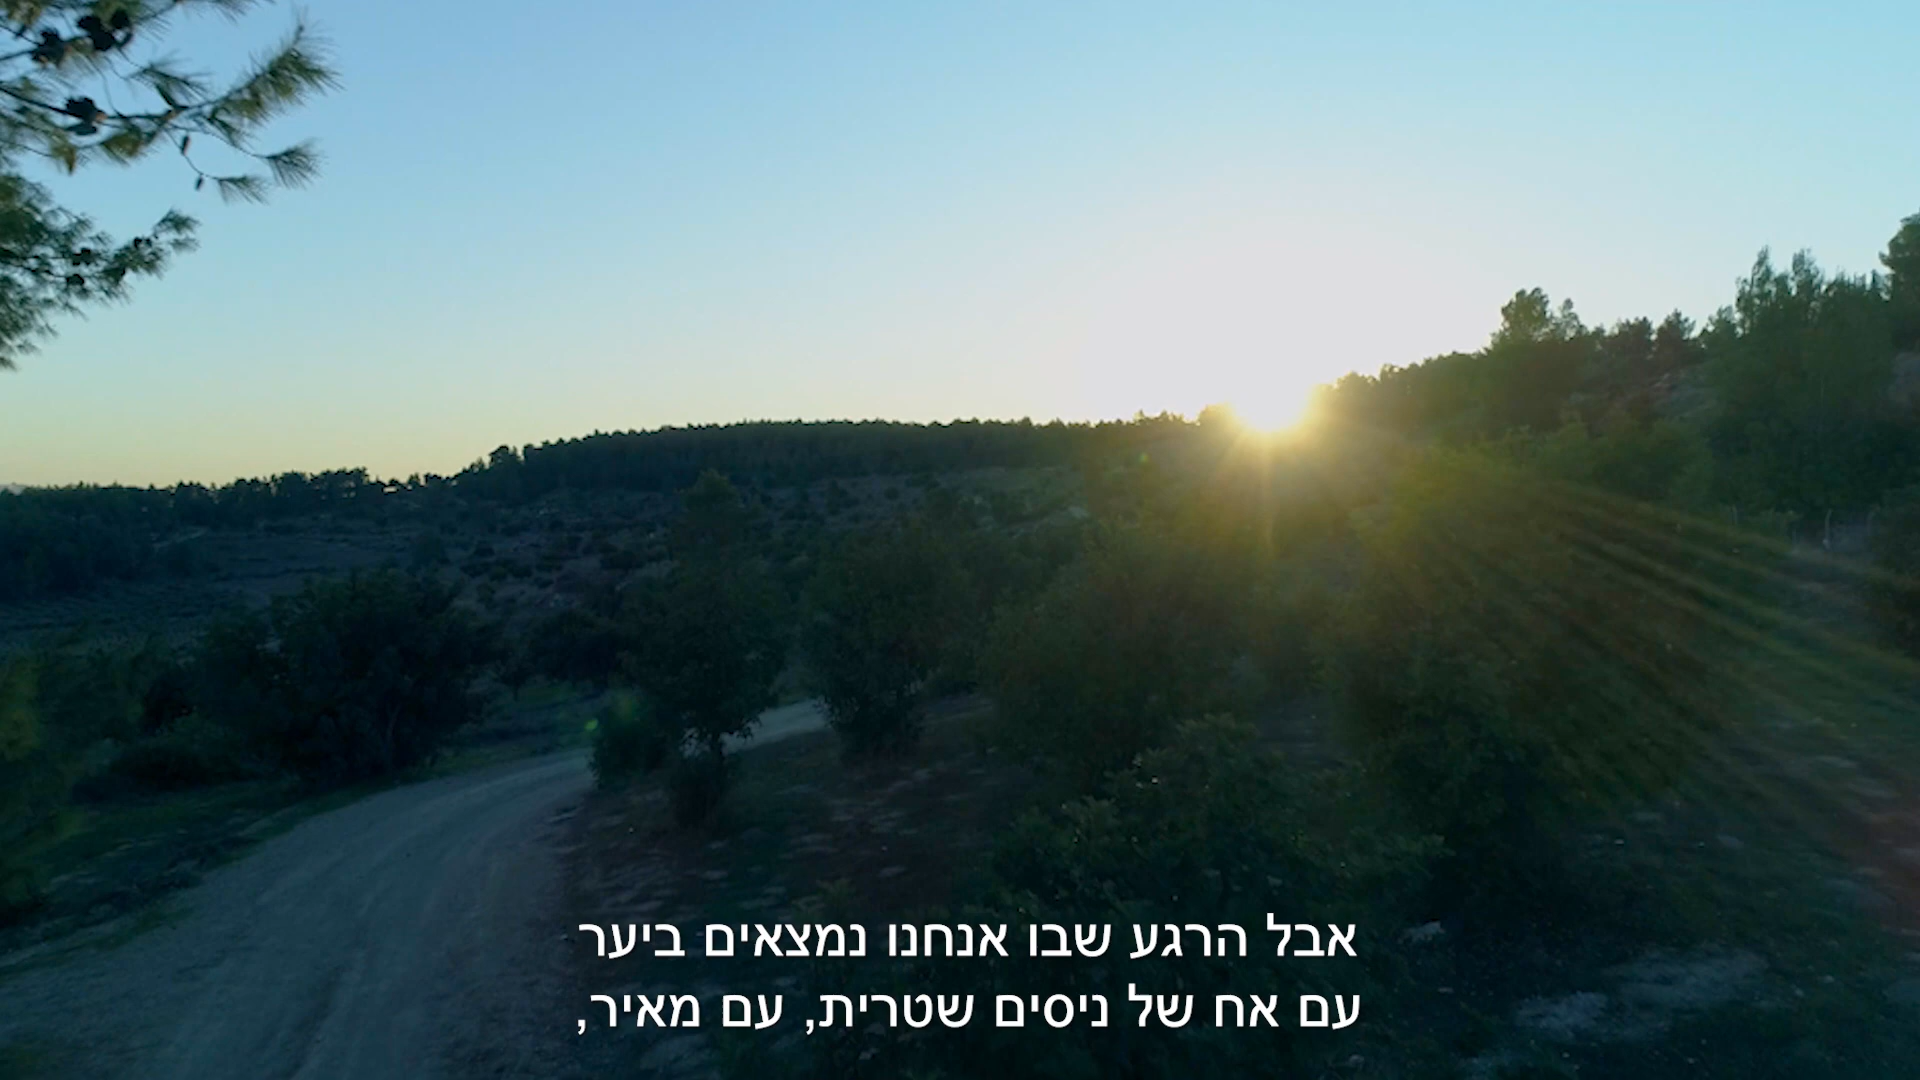 אבל הרגע שבו אנחנו נמצאים ביער
עם אח של ניסים שטרית, עם מאיר,